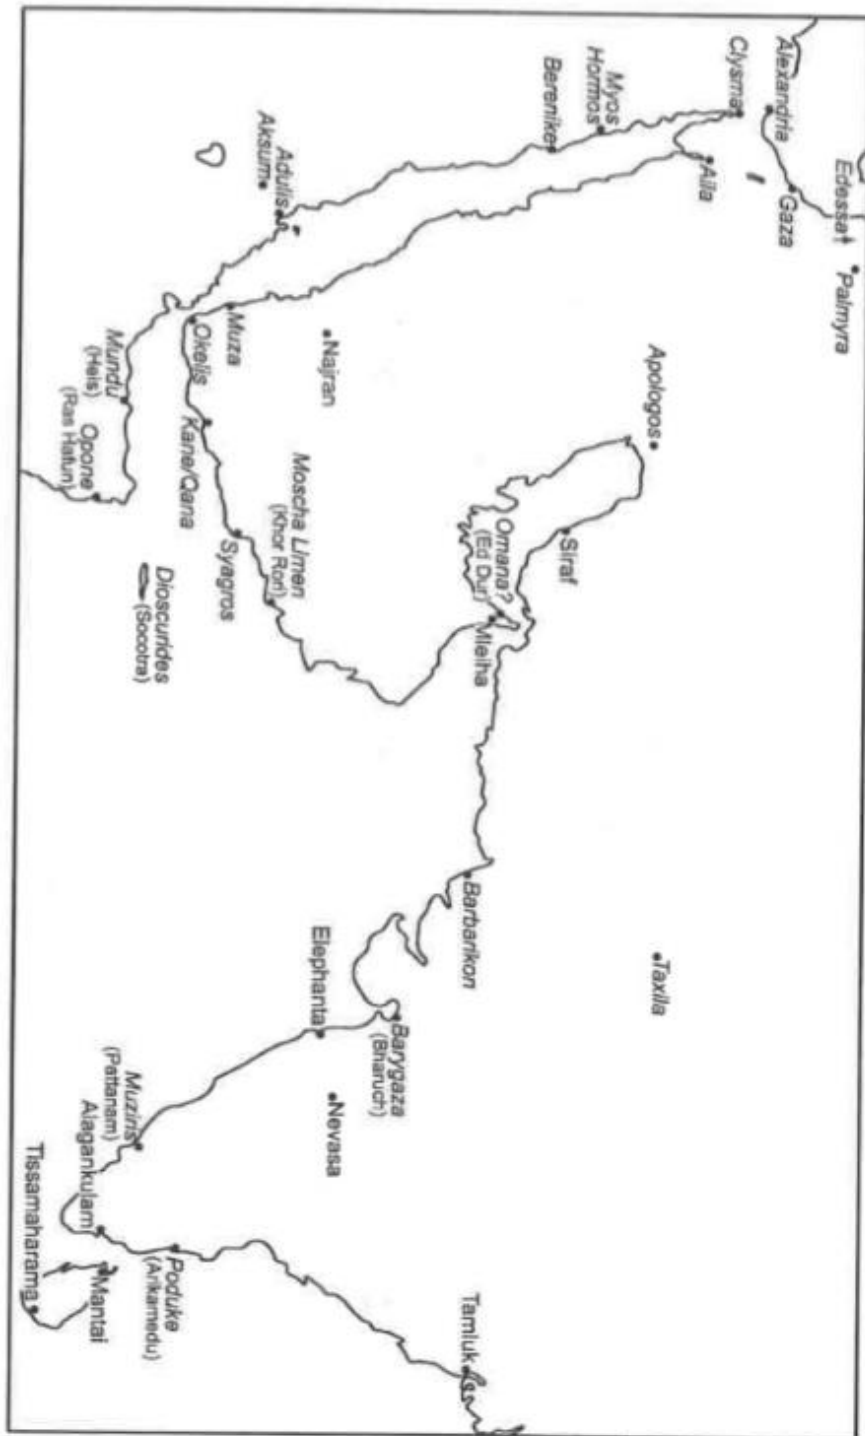 Alexandria
Clysma
Edessa
Gaza
Palmyra
Aila
Myos
Hormos
Berenike
Adulis
Aksum
Apologos
Najran
Muza
Okelis
Mundu
(Heis)
Opone
(Ras Hafun)
Kane/Qana
Syagros
Moscha Limen
(Khor Rori)
Dioscurides
(Socotra)
Siraf
Omana?
(Ed Dur)
Mleiha
Barbarikon
Taxila
Barygaza
(Bharuch)
Elephanta
Nevasa
Muziris
(Pattanam)
Alagankulam
Tissamaharama
Mantai
Poduke
(Arikamedu)
Tamluk